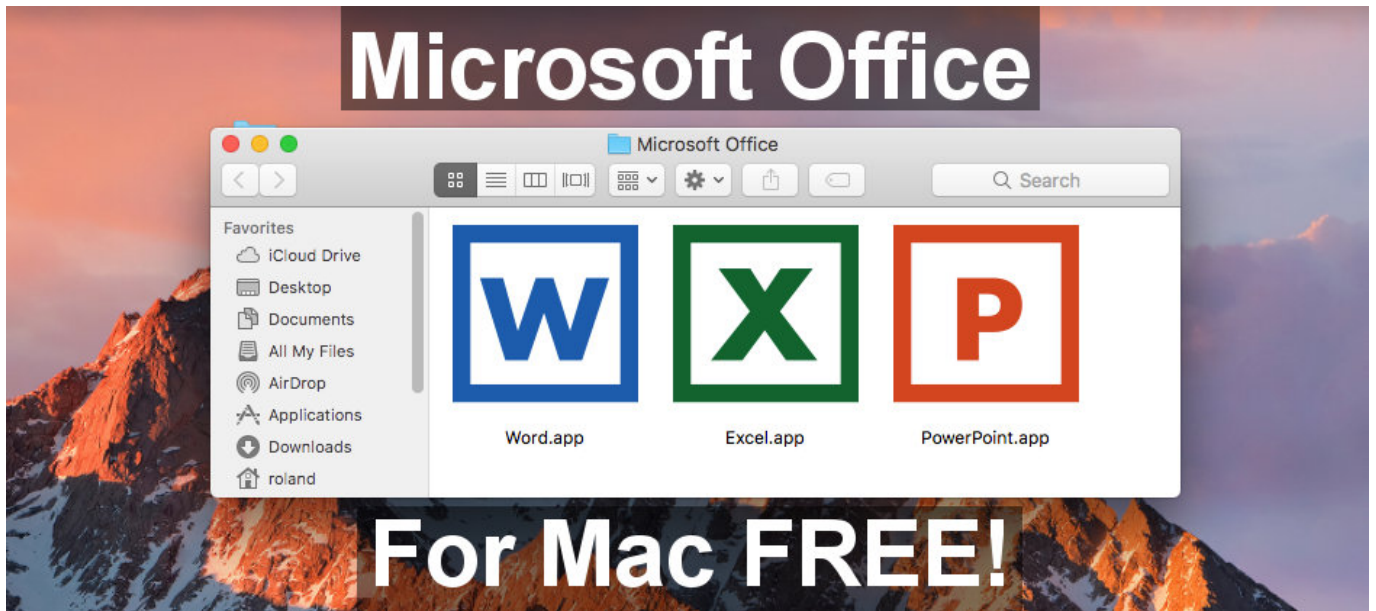 Microsoft Office
Microsoft Office
Search
Favorites
iCloud Drive
Desktop
Documents
All My Files
AirDrop
Applications
Downloads
roland
W X P
Word.app Excel.app PowerPoint.app
For Mac FREE!